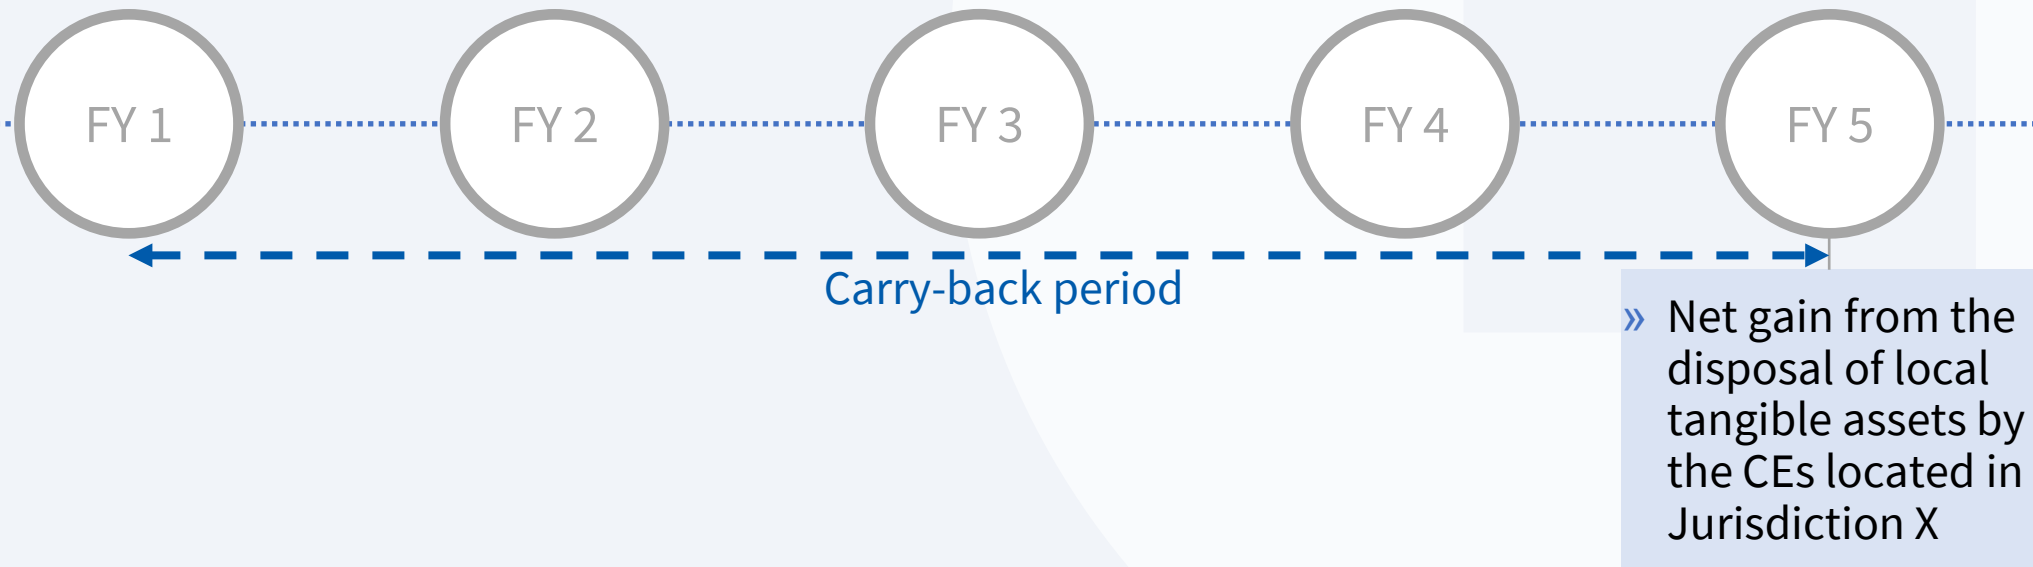 FY 1
FY 2
FY 3
FY 4
FY 5
Carry-back period
» Net gain from the
disposal of local
tangible assets by
the CEs located in
Jurisdiction X